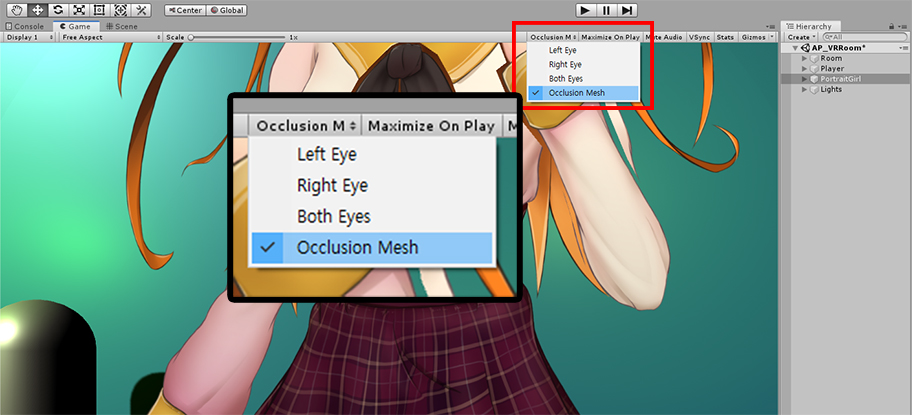 Center Global
Console Game Scene
Display 1 Free Aspect Scale 1x Occlusion M Maximize On Play Mute Audio VSync Stats Gizmos
Left Eye
Right Eye
Both Eyes
Occlusion Mesh
Occlusion M Maximize On Play M
Left Eye
Right Eye
Both Eyes
Occlusion Mesh
Hierarchy
Create All
AP_VRRoom*
Room
Player
PortraitGirl
Lights